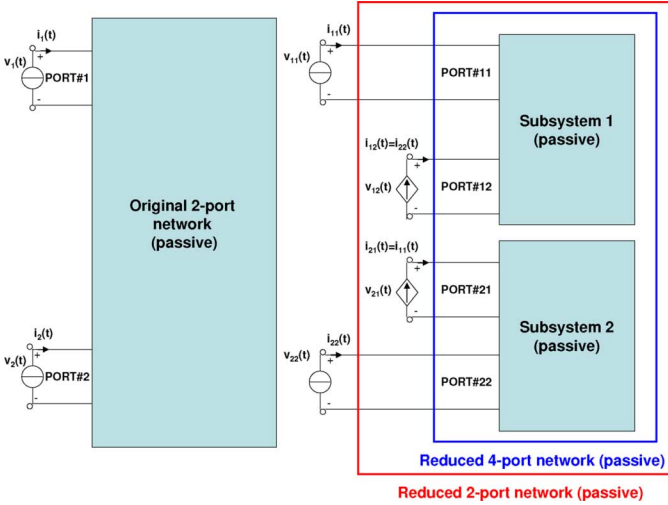 i1(t)
+
v1(t)
PORT#1
-
Original 2-port
network
(passive)
i2(t)
+
v2(t)
PORT#2
-
i11(t)
+
v11(t)
PORT#11
-
Subsystem 1
(passive)
i12(t)=i22(t)
+
v12(t)
PORT#12
-
i21(t)=i11(t)
+
v21(t)
PORT#21
-
Subsystem 2
(passive)
i22(t)
+
v22(t)
PORT#22
-
Reduced 4-port network (passive)
Reduced 2-port network (passive)